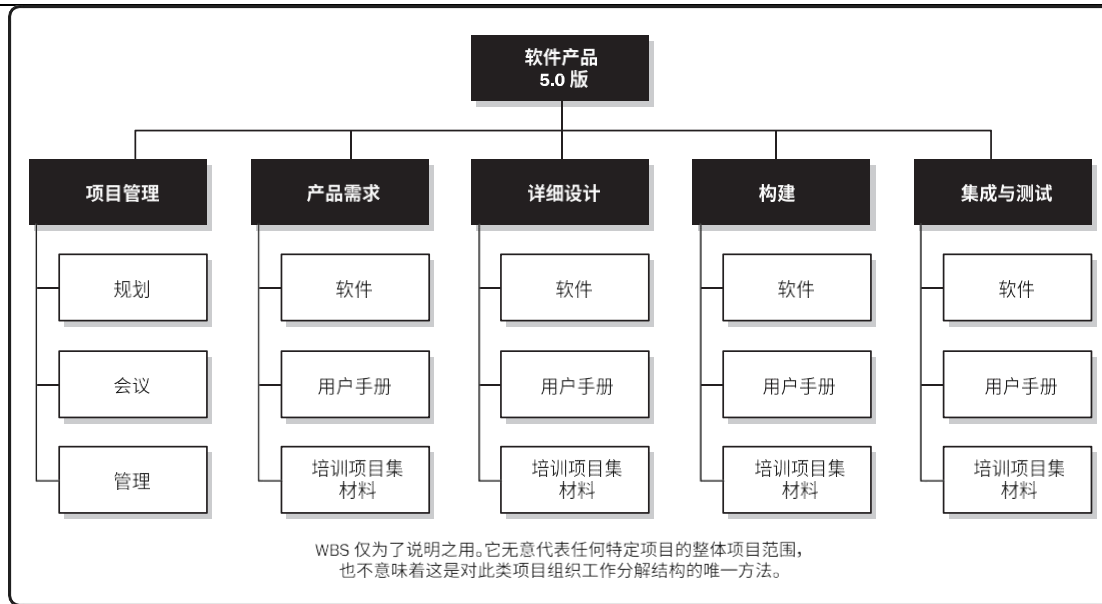 软件产品
5.0 版
项目管理
产品需求
详细设计
构建
集成与测试
规划
软件
软件
软件
软件
会议
用户手册
用户手册
用户手册
用户手册
管理
培训项目集
材料
培训项目集
材料
培训项目集
材料
培训项目集
材料
WBS 仅为了说明之用。它无意代表任何特定项目的整体项目范围，
也不意味着这是对此类项目组织工作分解结构的唯一方法。